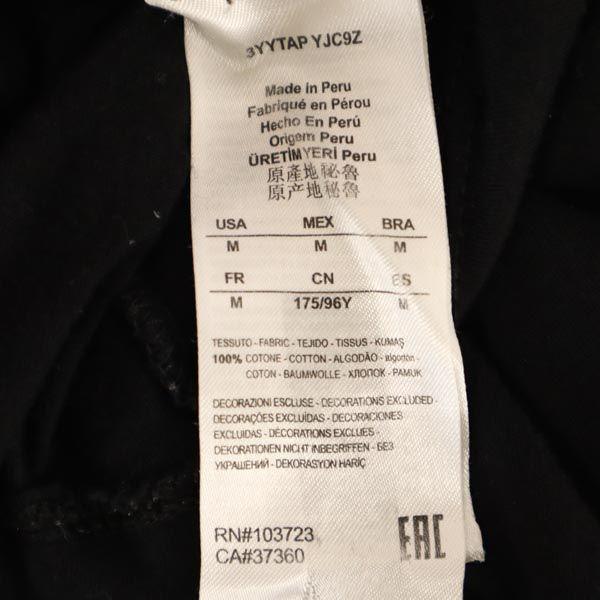 3YYTAP YJC9Z
Made in Peru
Fabriqué en Pérou
Hecho En Perú
Origem Peru
ÜRETİMYERİ Peru
原產地秘魯
原产地秘鲁
USA MEX BRA
M M M
FR CN ES
M 175/96Y M
TESSUTO - FABRIC - TEJIDO - TISSUS - KUMAŞ
100% COTONE - COTTON - ALGODÃO - algodón -
COTON - BAUMWOLLE - ХЛОПОК - PAMUK
DECORAZIONI ESCLUSE - DECORATIONS EXCLUDED -
DECORAÇÕES EXCLUÍDAS - DECORACIONES
EXCLUIDAS - DÉCORATIONS EXCLUES -
DEKORATIONEN NICHT INBEGRIFFEN - БЕЗ
УКРАШЕНИЙ - DEKORASYON HARİÇ
RN#103723
CA#37360
EAC